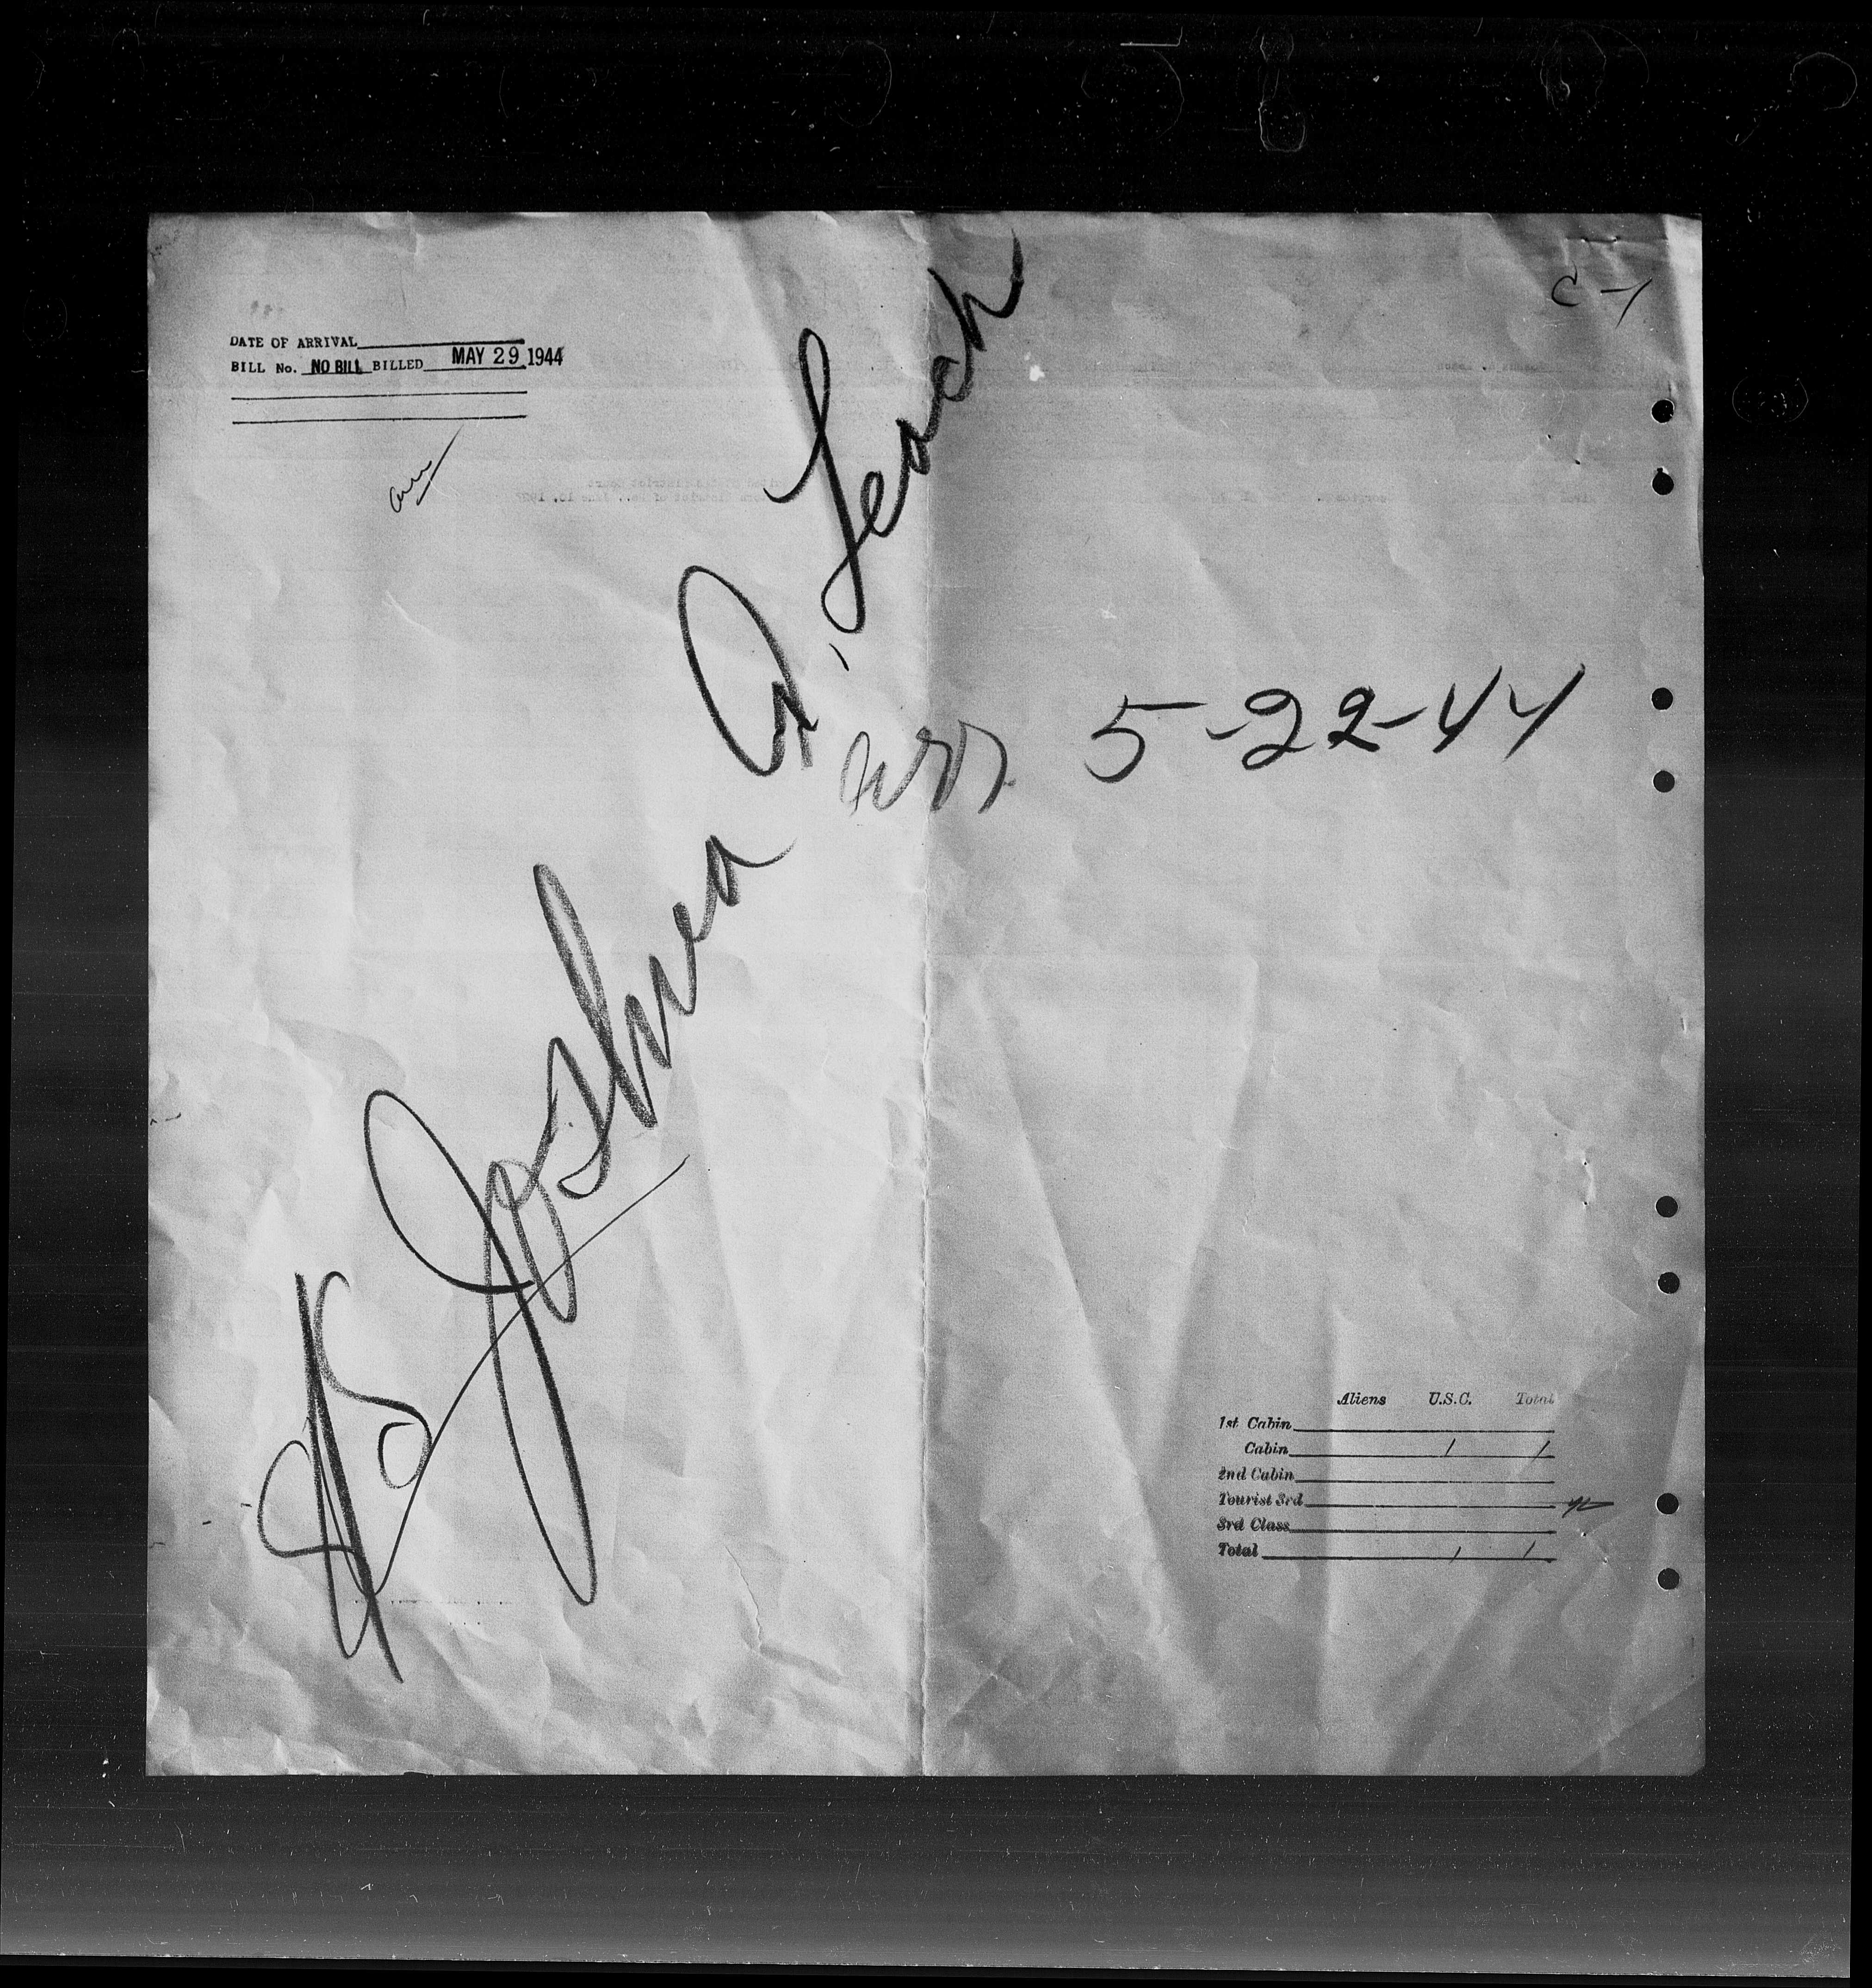 C-1
DATE OF ARRIVAL
BILL No. NO BILL BILLED MAY 29 1944
SS Joshua A. Leach
arr. 5-22-44
Aliens U.S.C. Total
1st Cabin
Cabin 1 1
2nd Cabin
Tourist 3rd
3rd Class
Total 1 1